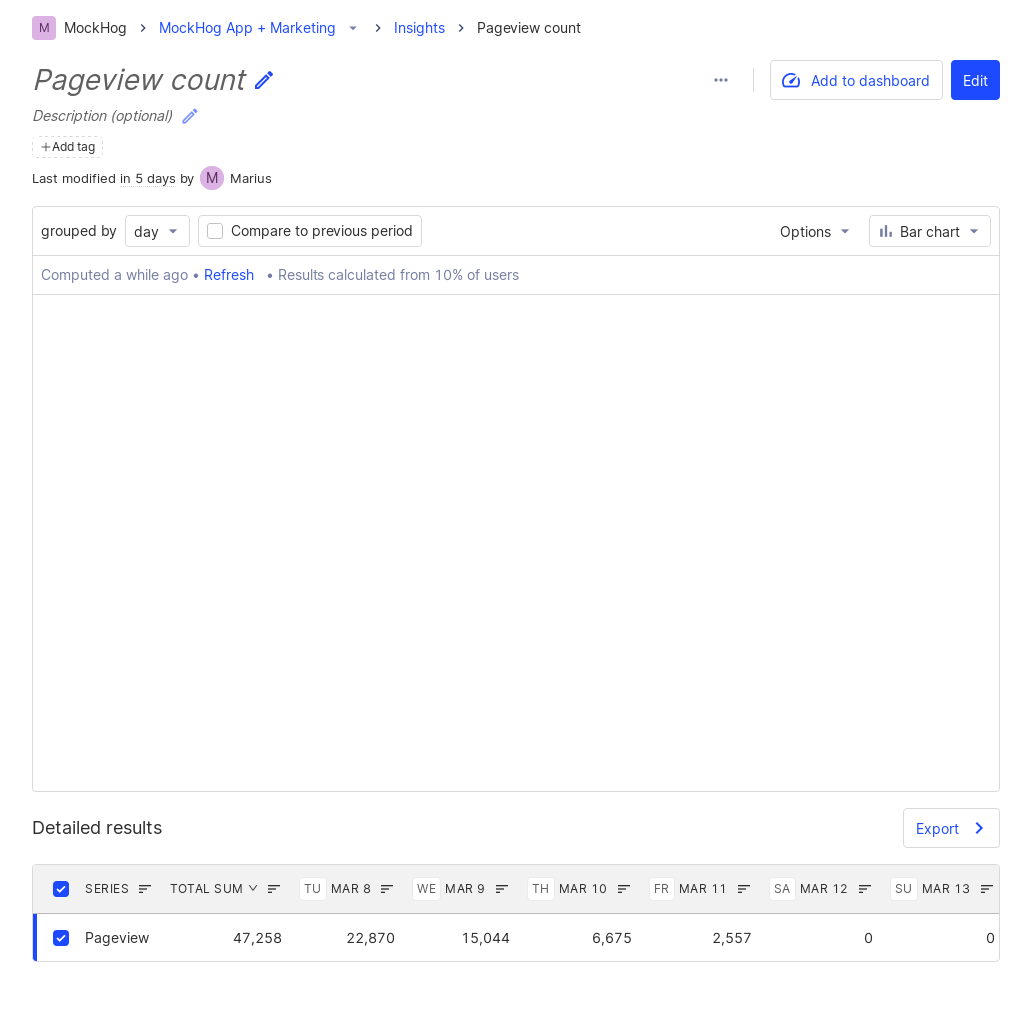 M MockHog MockHog App + Marketing Insights Pageview count
Pageview count
Add to dashboard Edit
Description (optional)
Add tag
Last modified in 5 days by M Marius
grouped by day Compare to previous period Options Bar chart
Computed a while ago • Refresh • Results calculated from 10% of users
Detailed results Export
SERIES TOTAL SUM TU MAR 8 WE MAR 9 TH MAR 10 FR MAR 11 SA MAR 12 SU MAR 13
Pageview 47,258 22,870 15,044 6,675 2,557 0 0